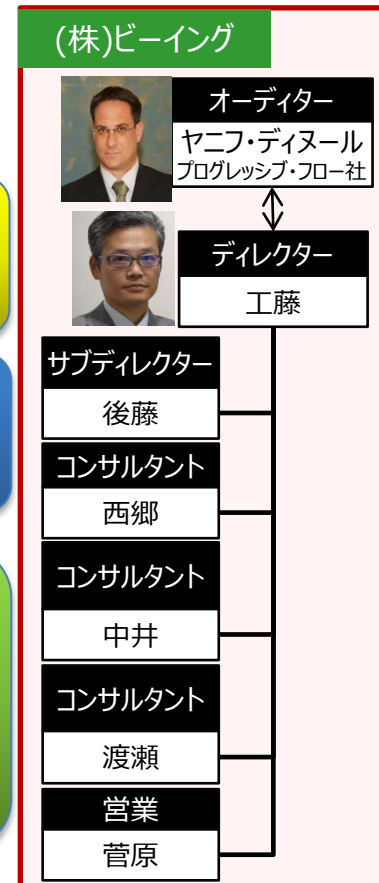 (株)ビーイング
オーディター
ヤニフ・ディヌール
プログレッシブ・フロー社
ディレクター
工藤
サブディレクター
後藤
コンサルタント
西郷
コンサルタント
中井
コンサルタント
渡瀬
営業
菅原